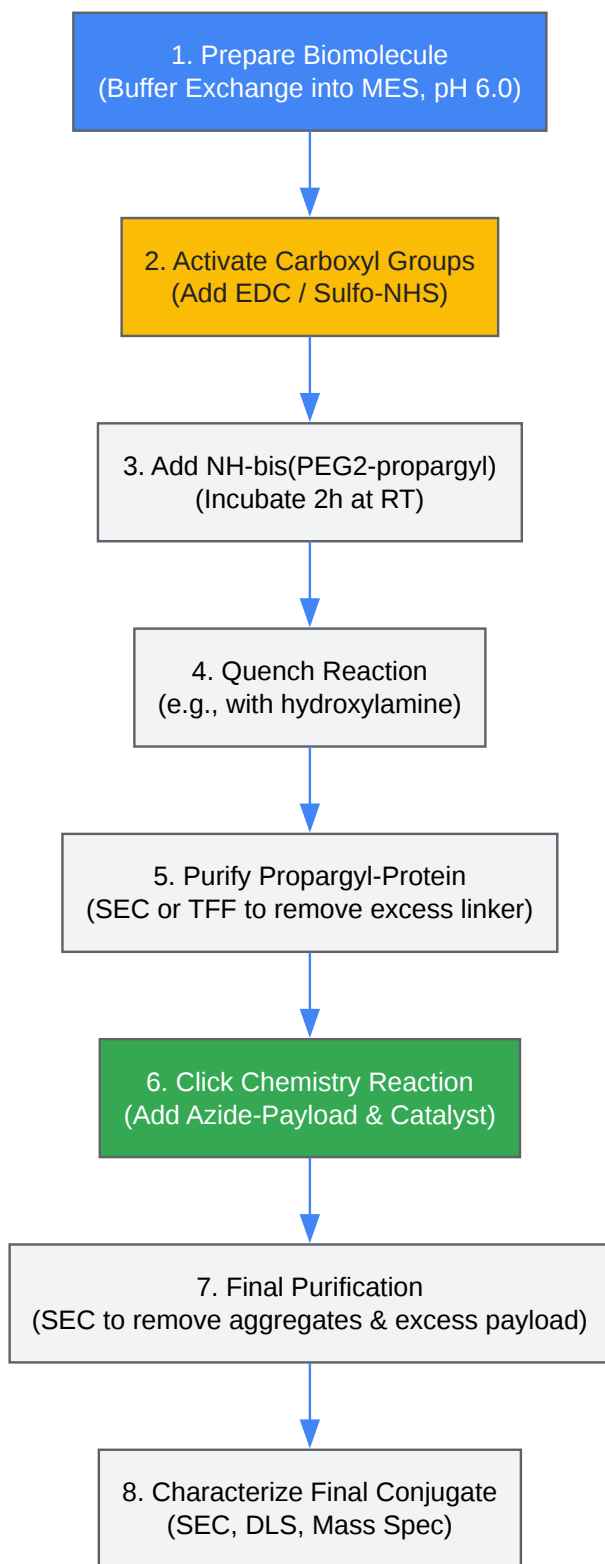 1. Prepare Biomolecule
(Buffer Exchange into MES, pH 6.0)
2. Activate Carboxyl Groups
(Add EDC / Sulfo-NHS)
3. Add NH-bis(PEG2-propargyl)
(Incubate 2h at RT)
4. Quench Reaction
(e.g., with hydroxylamine)
5. Purify Propargyl-Protein
(SEC or TFF to remove excess linker)
6. Click Chemistry Reaction
(Add Azide-Payload & Catalyst)
7. Final Purification
(SEC to remove aggregates & excess payload)
8. Characterize Final Conjugate
(SEC, DLS, Mass Spec)